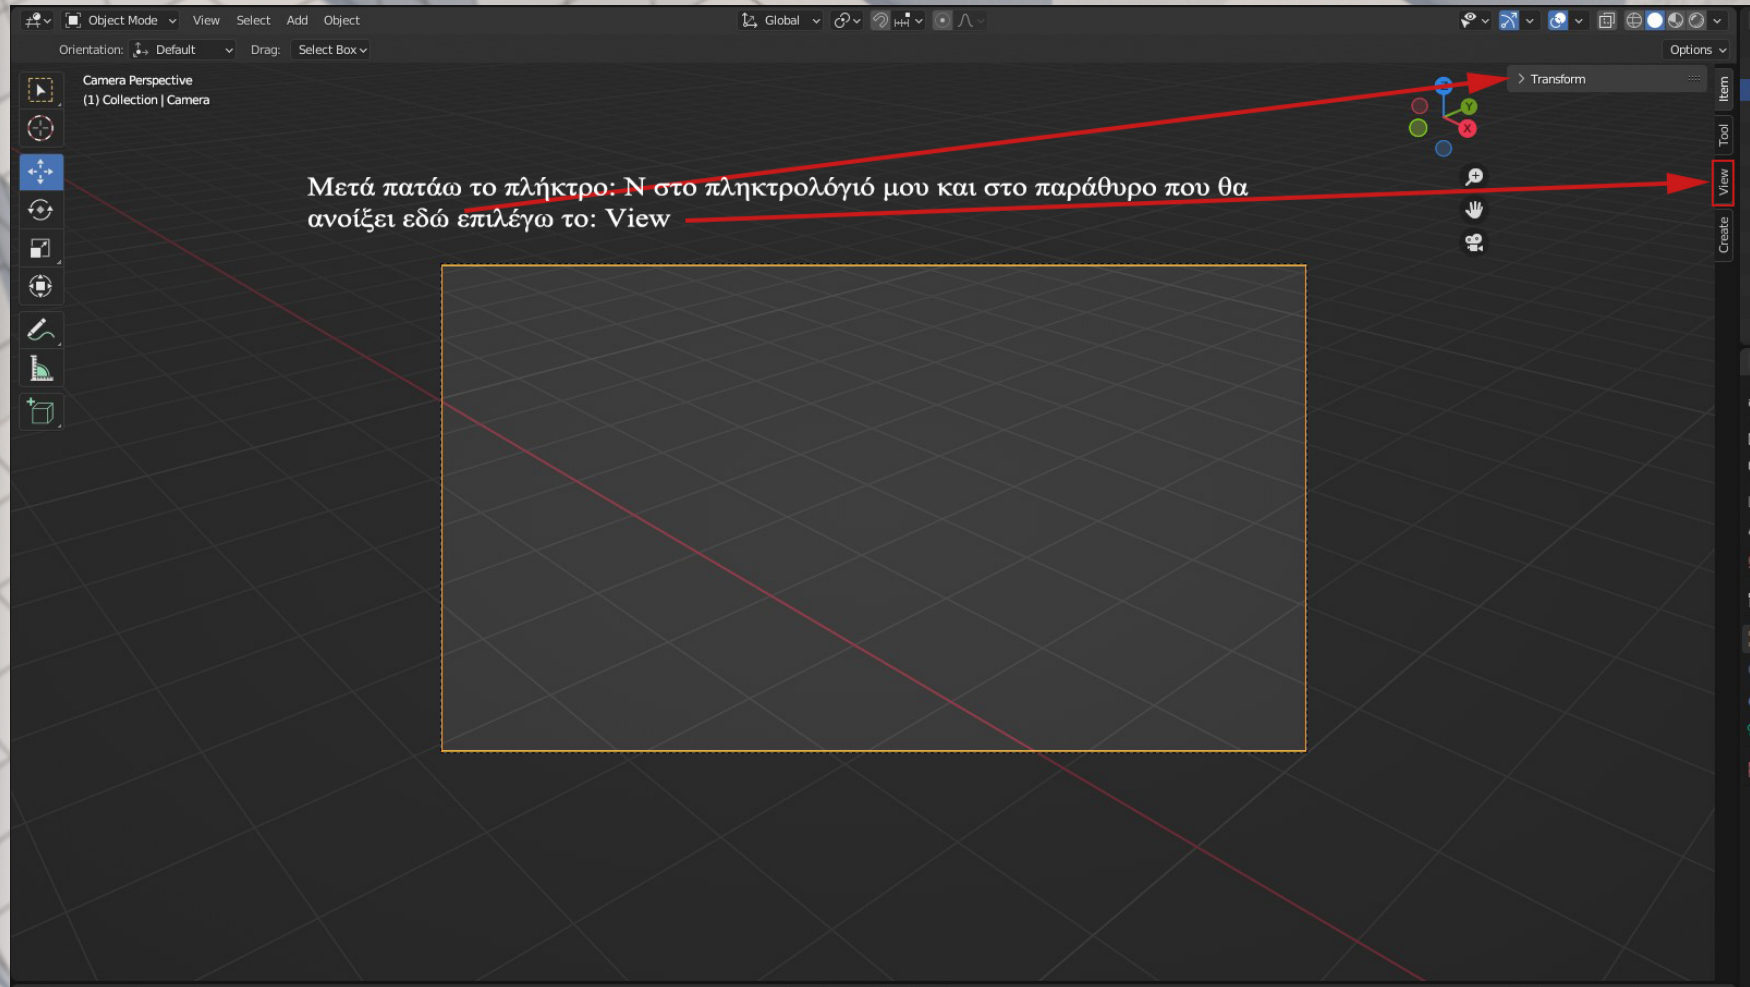 Object Mode View Select Add Object Global
Orientation: Default Drag: Select Box Options
Camera Perspective
(1) Collection | Camera
Transform
Item
Tool
View
Create
Z
Y
X
Μετά πατάω το πλήκτρο: Ν στο πληκτρολόγιό μου και στο παράθυρο που θα
ανοίξει εδώ επιλέγω το: View